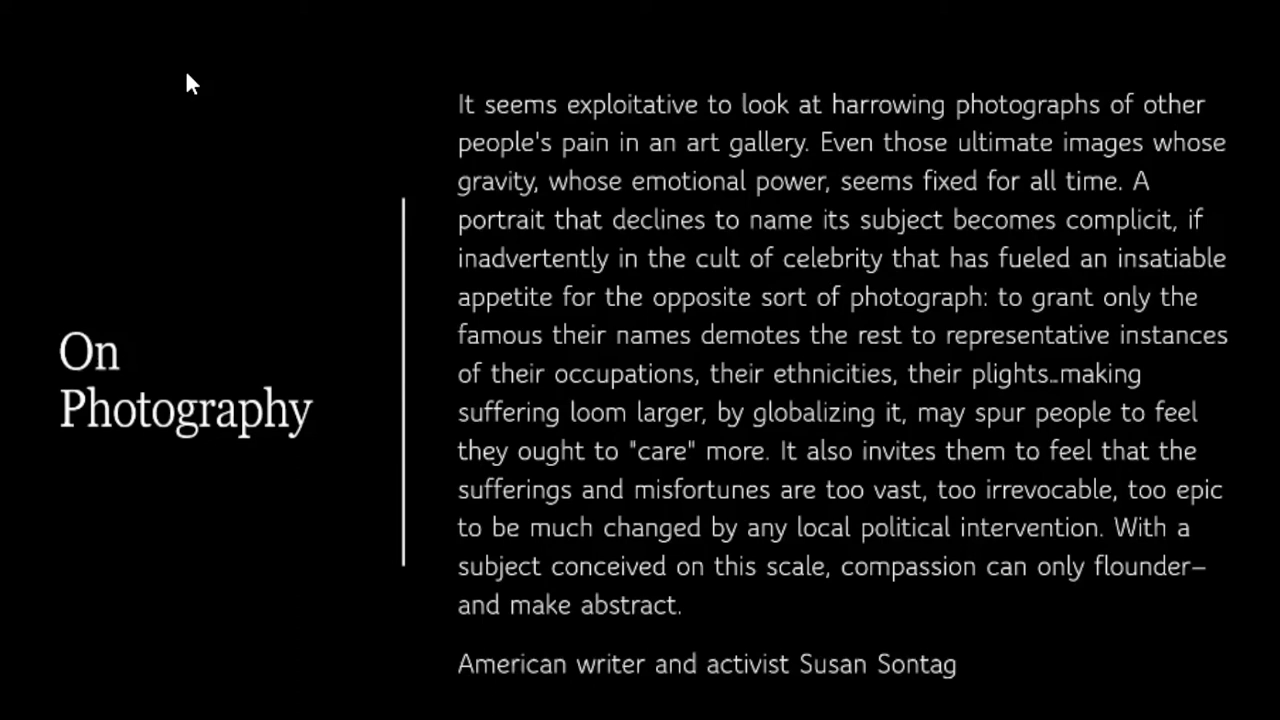 On
Photography
It seems exploitative to look at harrowing photographs of other
people's pain in an art gallery. Even those ultimate images whose
gravity, whose emotional power, seems fixed for all time. A
portrait that declines to name its subject becomes complicit, if
inadvertently in the cult of celebrity that has fueled an insatiable
appetite for the opposite sort of photograph: to grant only the
famous their names demotes the rest to representative instances
of their occupations, their ethnicities, their plights…making
suffering loom larger, by globalizing it, may spur people to feel
they ought to "care" more. It also invites them to feel that the
sufferings and misfortunes are too vast, too irrevocable, too epic
to be much changed by any local political intervention. With a
subject conceived on this scale, compassion can only flounder–
and make abstract.
American writer and activist Susan Sontag